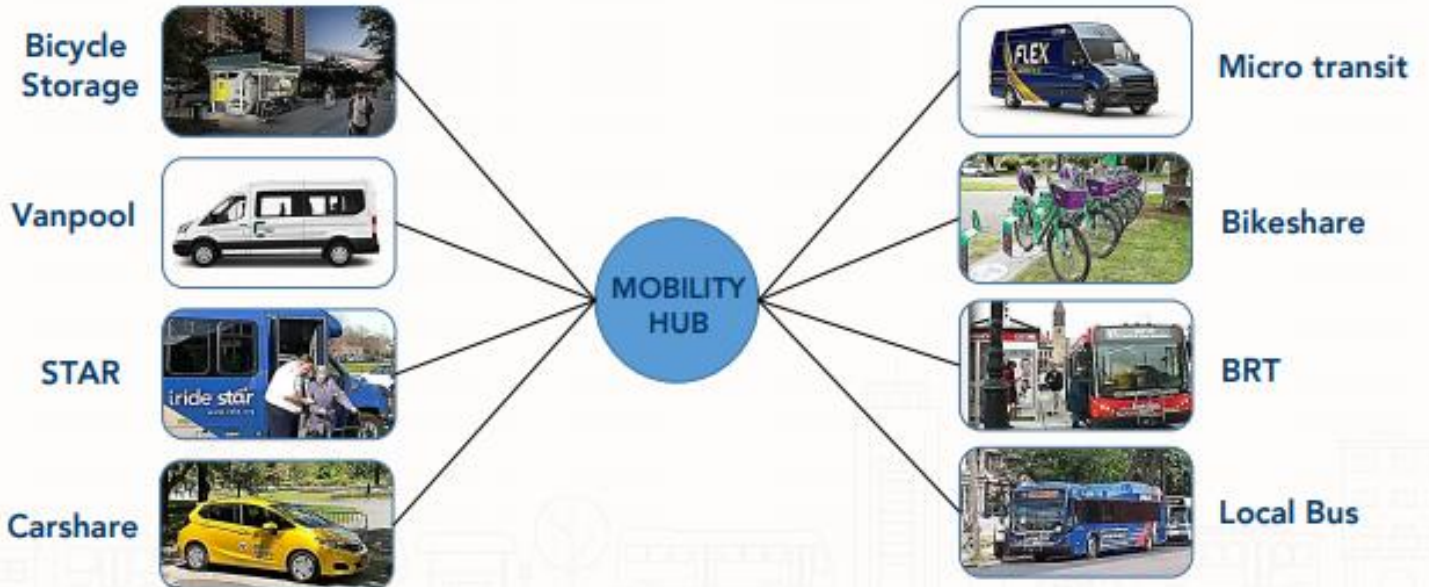 Bicycle
Storage
Vanpool
STAR
iride star
Carshare
MOBILITY
HUB
FLEX
Micro transit
Bikeshare
BRT
Local Bus